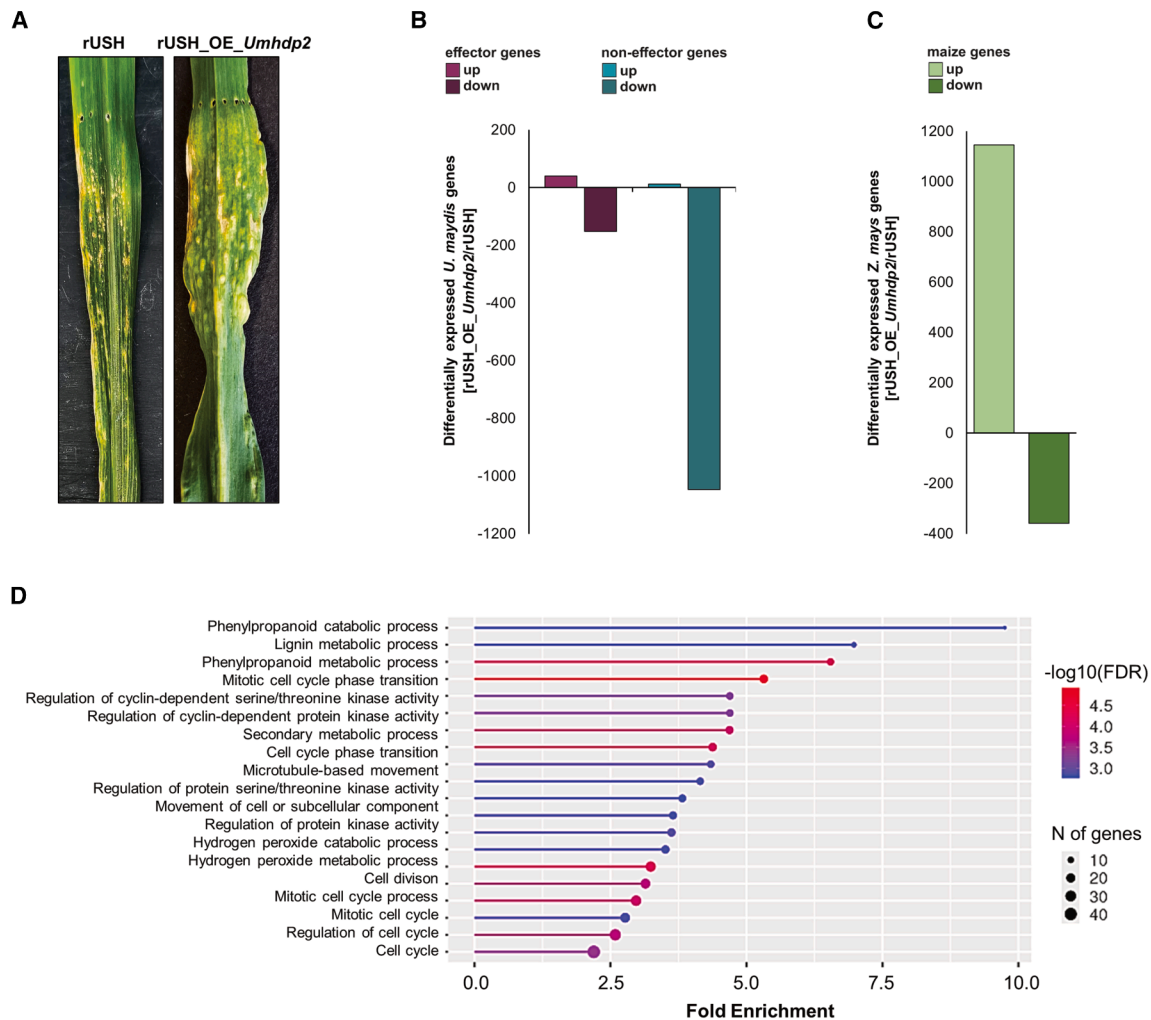 A
rUSH
rUSH_OE_Umhdp2
B
effector genes
up
down
non-effector genes
up
down
Differentially expressed U. maydis genes
[rUSH_OE_Umhdp2/rUSH]
200
0
-200
-400
-600
-800
-1000
-1200
C
maize genes
up
down
Differentially expressed Z. mays genes
[rUSH_OE_Umhdp2/rUSH]
1200
1000
800
600
400
200
0
-200
-400
D
Phenylpropanoid catabolic process
Lignin metabolic process
Phenylpropanoid metabolic process
Mitotic cell cycle phase transition
Regulation of cyclin-dependent serine/threonine kinase activity
Regulation of cyclin-dependent protein kinase activity
Secondary metabolic process
Cell cycle phase transition
Microtubule-based movement
Regulation of protein serine/threonine kinase activity
Movement of cell or subcellular component
Regulation of protein kinase activity
Hydrogen peroxide catabolic process
Hydrogen peroxide metabolic process
Cell divison
Mitotic cell cycle process
Mitotic cell cycle
Regulation of cell cycle
Cell cycle
0.0 2.5 5.0 7.5 10.0
Fold Enrichment
-log10(FDR)
4.5
4.0
3.5
3.0
N of genes
10
20
30
40